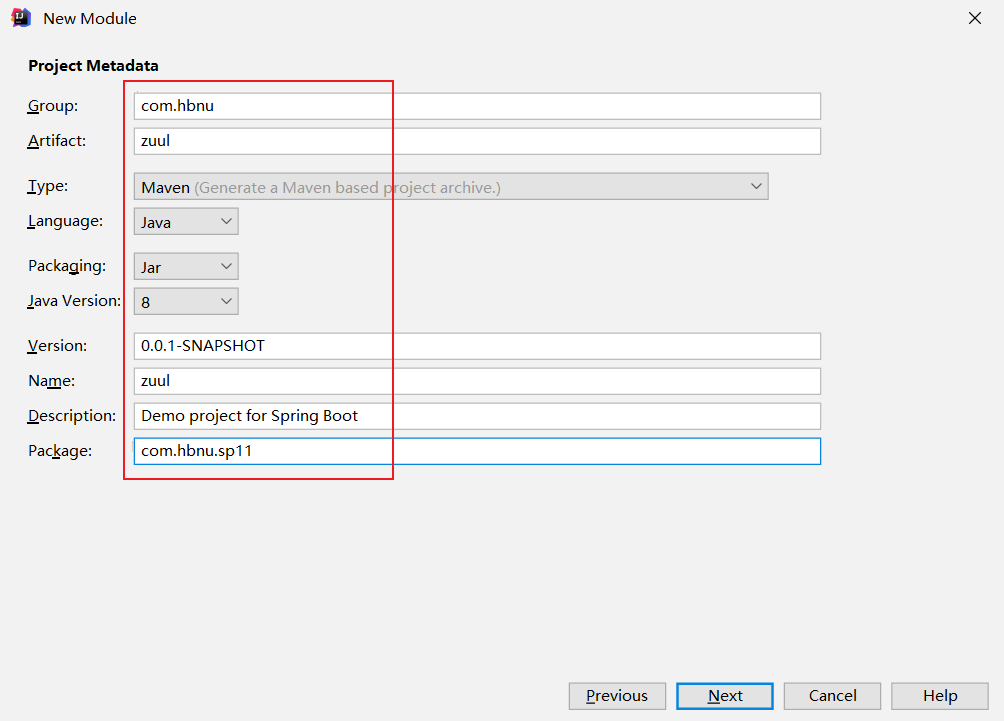 New Module
Project Metadata
Group: com.hbnu
Artifact: zuul
Type: Maven (Generate a Maven based project archive.)
Language: Java
Packaging: Jar
Java Version: 8
Version: 0.0.1-SNAPSHOT
Name: zuul
Description: Demo project for Spring Boot
Package: com.hbnu.sp11
Previous Next Cancel Help